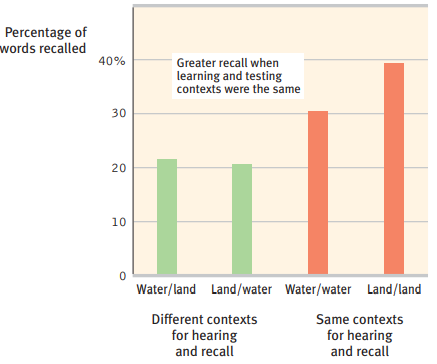 Percentage of
words recalled
40%
30
20
10
0
Greater recall when
learning and testing
contexts were the same
Water/land Land/water Water/water Land/land
Different contexts
for hearing
and recall
Same contexts
for hearing
and recall